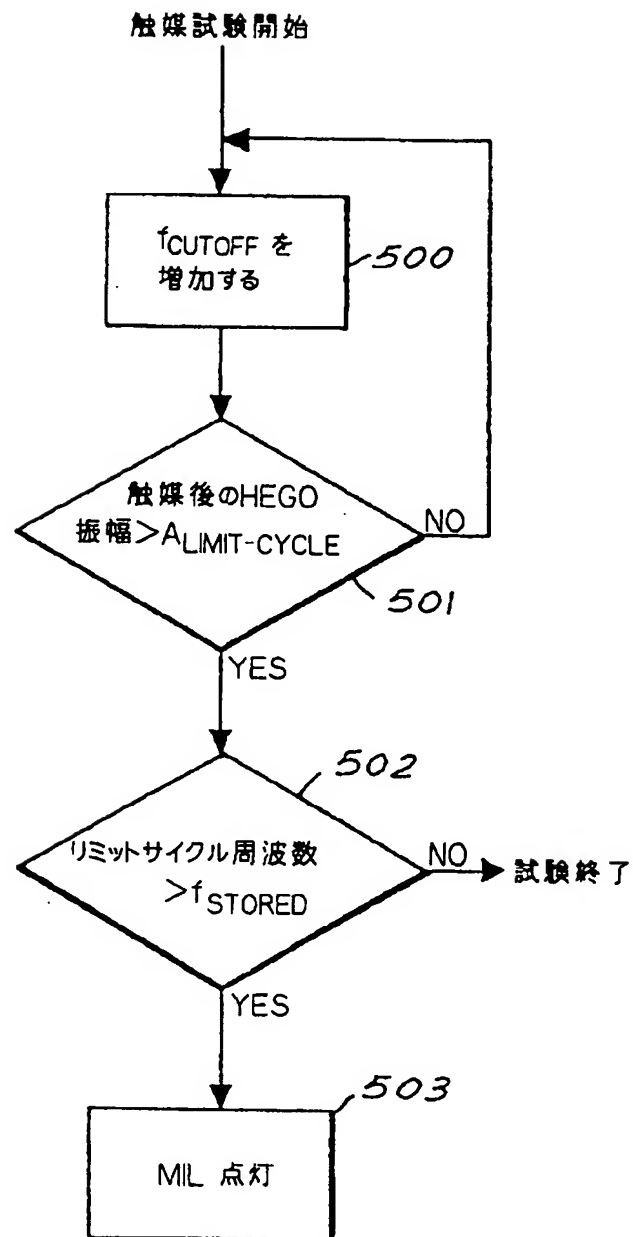 触媒試験開始
fCUTOFF を
増加する
500
触媒後のHEGO
振幅>ALIMIT-CYCLE
NO
501
YES
502
リミットサイクル周波数
>fSTORED
NO
試験終了
YES
503
MIL 点灯